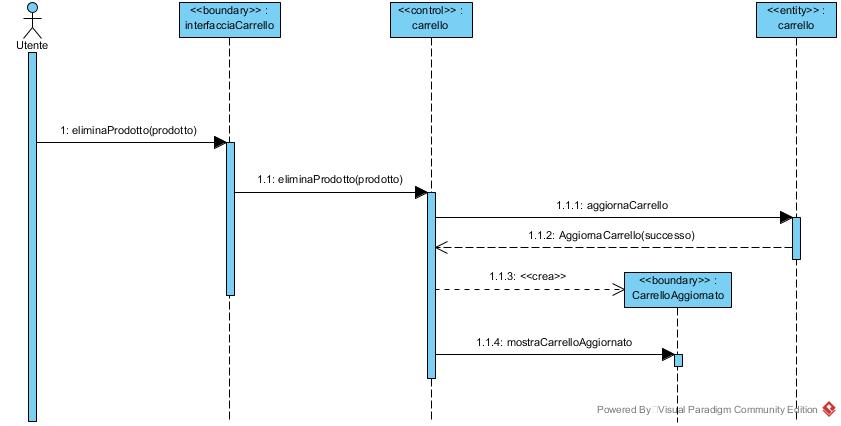 <<boundary>> :
interfacciaCarrello
<<control>> :
carrello
<<entity>> :
carrello
Utente
1: eliminaProdotto(prodotto)
1.1: eliminaProdotto(prodotto)
1.1.1: aggiornaCarrello
1.1.2: AggiornaCarrello(successo)
1.1.3: <<crea>>
<<boundary>> :
CarrelloAggiornato
1.1.4: mostraCarrelloAggiornato
Powered By Visual Paradigm Community Edition